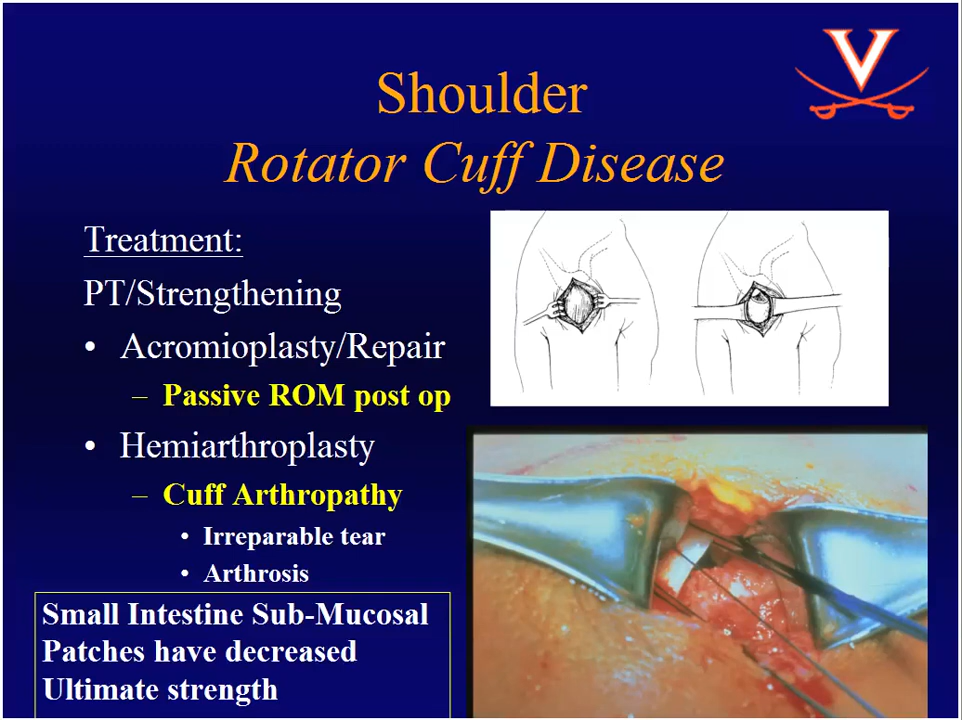 Shoulder
Rotator Cuff Disease
Treatment:
PT/Strengthening
• Acromioplasty/Repair
– Passive ROM post op
• Hemiarthroplasty
– Cuff Arthropathy
• Irreparable tear
• Arthrosis
Small Intestine Sub-Mucosal
Patches have decreased
Ultimate strength
V